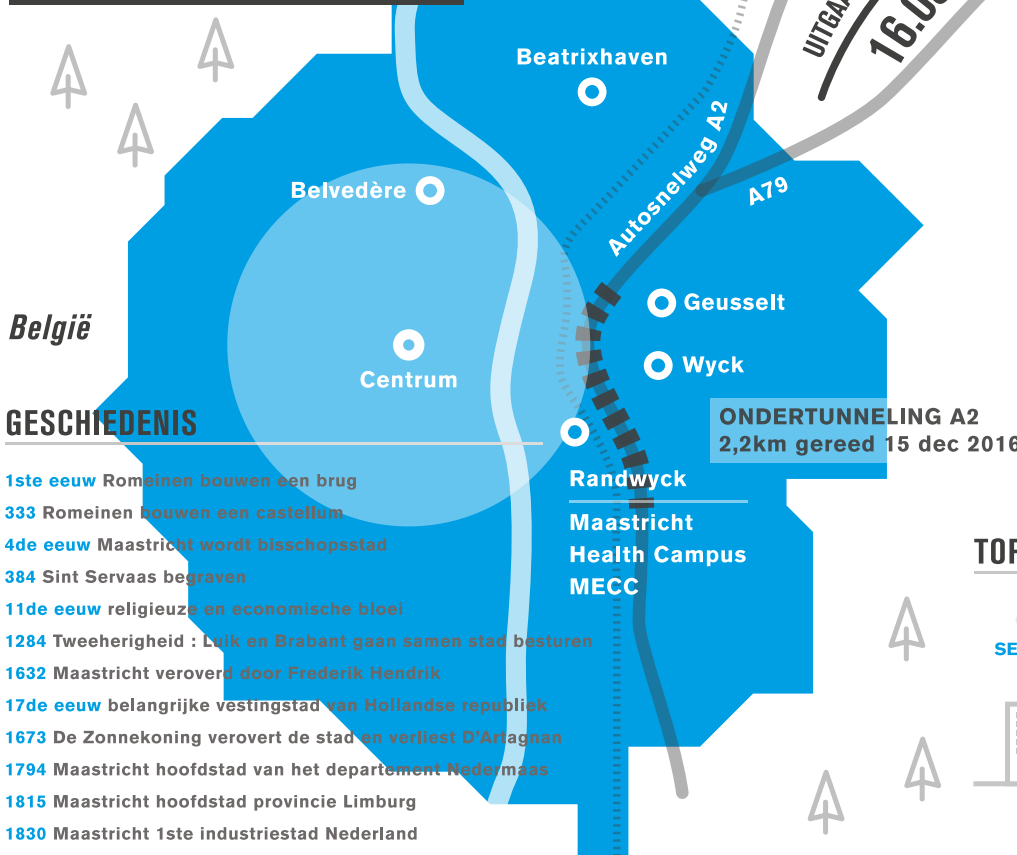 UITGAA
16.00
Beatrixhaven
Autosnelweg A2
A79
Belvedère
Geusselt
België
Wyck
Centrum
ONDERTUNNELING A2
2,2km gereed 15 dec 2016
Randwyck
Maastricht
Health Campus
MECC
GESCHIEDENIS
1ste eeuw Romeinen bouwen een brug
333 Romeinen bouwen een castellum
4de eeuw Maastricht wordt bisschopsstad
384 Sint Servaas begraven
11de eeuw religieuze en economische bloei
1284 Tweeherigheid : Luik en Brabant gaan samen stad besturen
1632 Maastricht veroverd door Frederik Hendrik
17de eeuw belangrijke vestingstad van Hollandse republiek
1673 De Zonnekoning verovert de stad en verliest D'Artagnan
1794 Maastricht hoofdstad van het departement Nedermaas
1815 Maastricht hoofdstad provincie Limburg
1830 Maastricht 1ste industriestad Nederland
TOP
SE